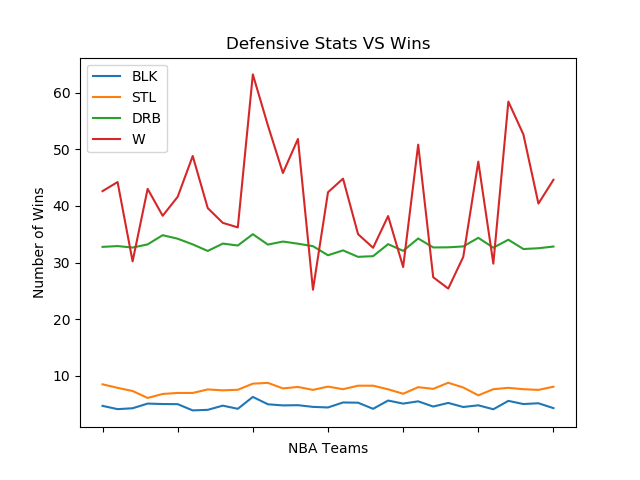 Defensive Stats VS Wins
BLK
STL
DRB
W
60
50
40
30
20
10
Number of Wins
NBA Teams